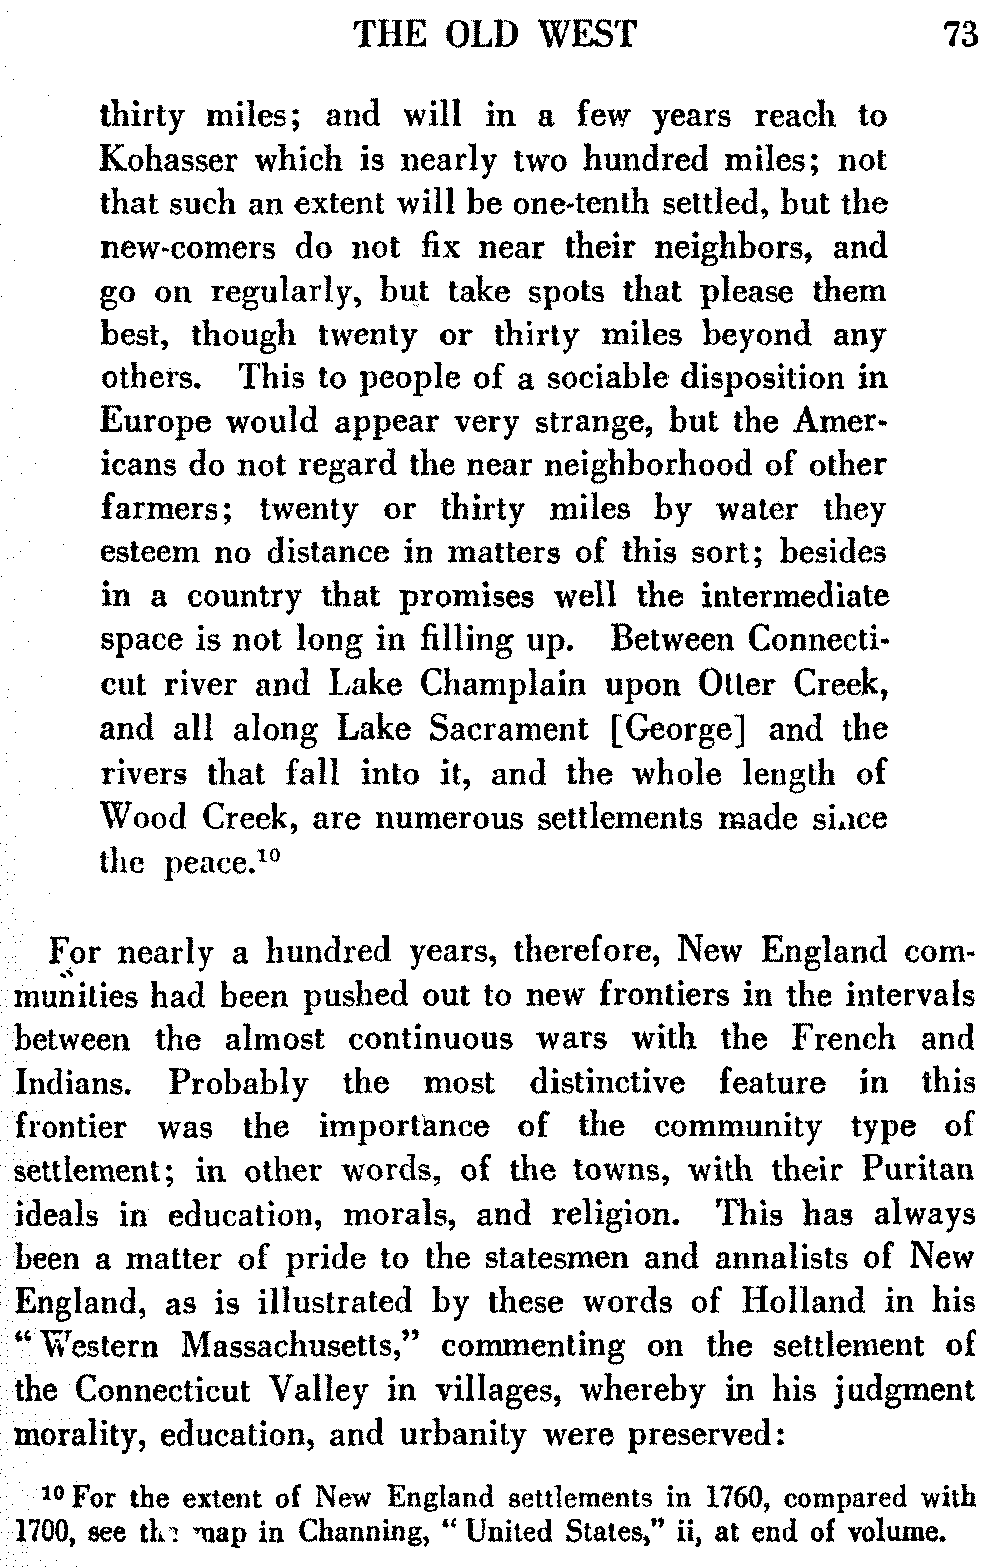 THE OLD WEST 73
thirty miles; and will in a few years reach to
Kohasser which is nearly two hundred miles; not
that such an extent will be one-tenth settled, but the
new-comers do not fix near their neighbors, and
go on regularly, but take spots that please them
best, though twenty or thirty miles beyond any
others. This to people of a sociable disposition in
Europe would appear very strange, but the Amer-
icans do not regard the near neighborhood of other
farmers; twenty or thirty miles by water they
esteem no distance in matters of this sort; besides
in a country that promises well the intermediate
space is not long in filling up. Between Connecti-
cut river and Lake Champlain upon Otter Creek,
and all along Lake Sacrament [George] and the
rivers that fall into it, and the whole length of
Wood Creek, are numerous settlements made since
the peace.¹⁰
For nearly a hundred years, therefore, New England com-
munities had been pushed out to new frontiers in the intervals
between the almost continuous wars with the French and
Indians. Probably the most distinctive feature in this
frontier was the importance of the community type of
settlement; in other words, of the towns, with their Puritan
ideals in education, morals, and religion. This has always
been a matter of pride to the statesmen and annalists of New
England, as is illustrated by these words of Holland in his
"Western Massachusetts," commenting on the settlement of
the Connecticut Valley in villages, whereby in his judgment
morality, education, and urbanity were preserved:
¹⁰ For the extent of New England settlements in 1760, compared with
1700, see the map in Channing, "United States," ii, at end of volume.